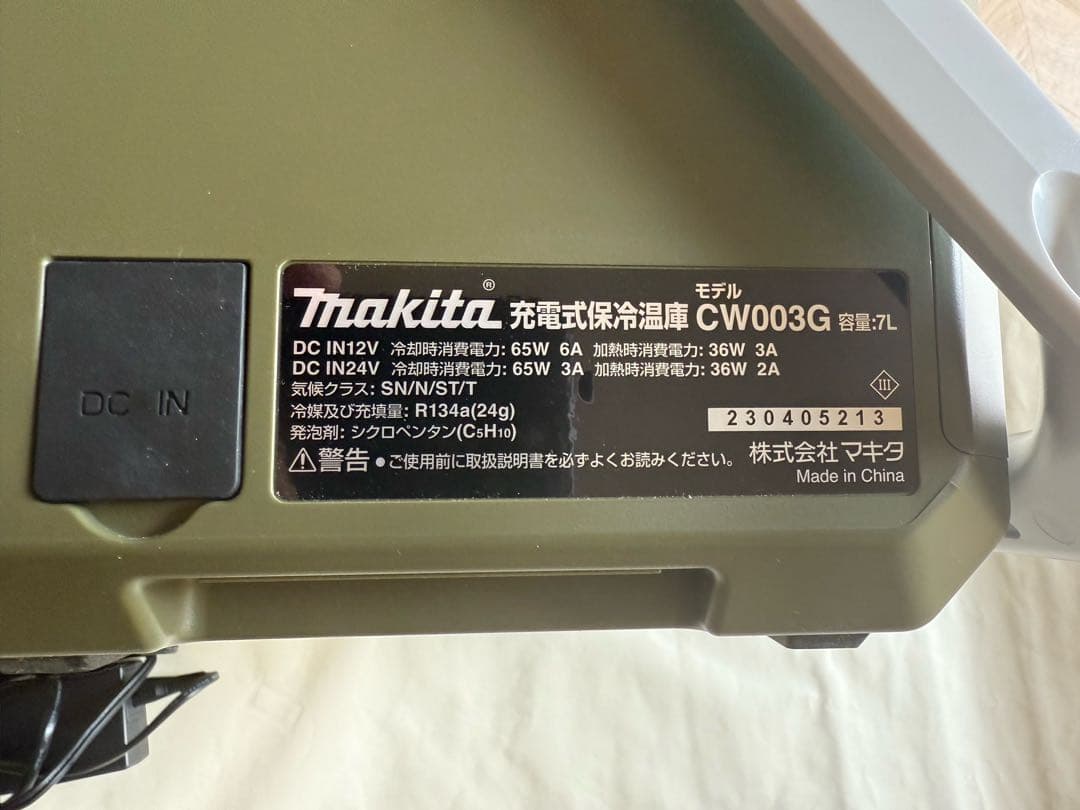 DC IN
makita® 充電式保冷温庫 モデル CW003G 容量:7L
DC IN12V 冷却時消費電力: 65W 6A 加熱時消費電力: 36W 3A
DC IN24V 冷却時消費電力: 65W 3A 加熱時消費電力: 36W 2A
気候クラス: SN/N/ST/T
III
冷媒及び充填量: R134a(24g)
230405213
発泡剤: シクロペンタン(C5H10)
⚠警告 ●ご使用前に取扱説明書を必ずよくお読みください。 株式会社マキタ
Made in China